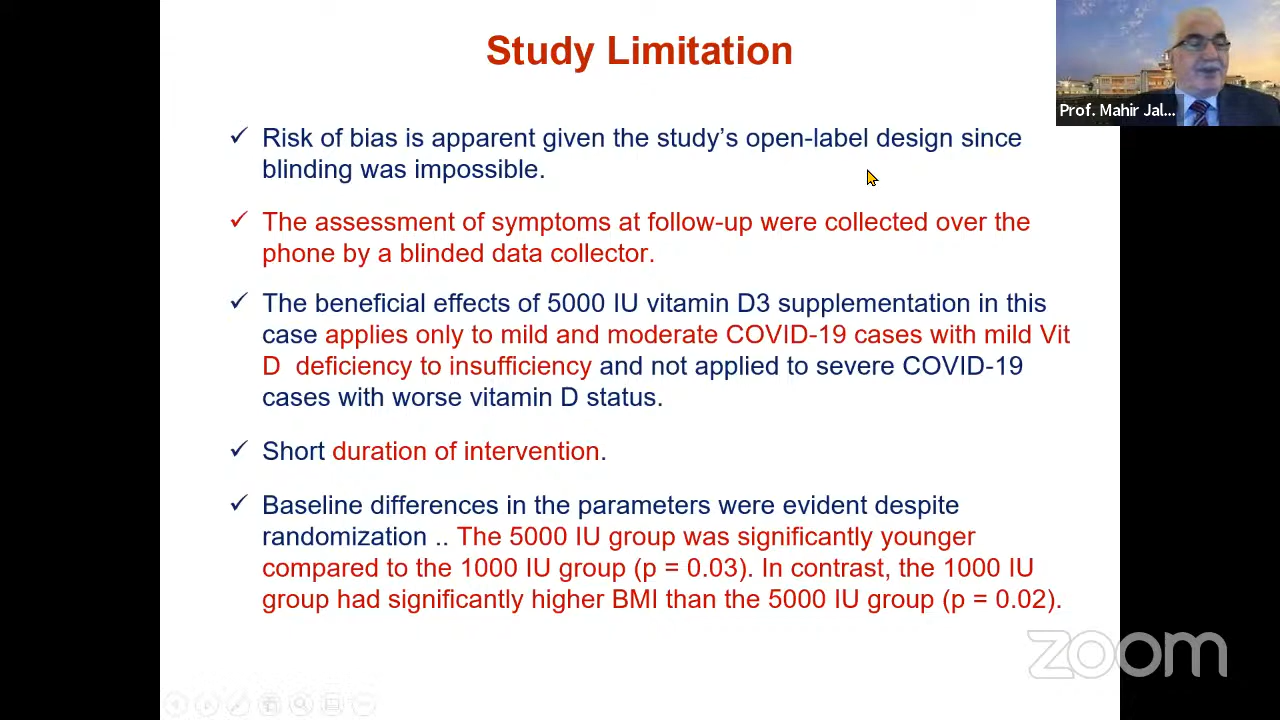 Study Limitation
Prof. Mahir Jal...
✓ Risk of bias is apparent given the study's open-label design since
blinding was impossible.
✓ The assessment of symptoms at follow-up were collected over the
phone by a blinded data collector.
✓ The beneficial effects of 5000 IU vitamin D3 supplementation in this
case applies only to mild and moderate COVID-19 cases with mild Vit
D deficiency to insufficiency and not applied to severe COVID-19
cases with worse vitamin D status.
✓ Short duration of intervention.
✓ Baseline differences in the parameters were evident despite
randomization .. The 5000 IU group was significantly younger
compared to the 1000 IU group (p = 0.03). In contrast, the 1000 IU
group had significantly higher BMI than the 5000 IU group (p = 0.02).
zoom